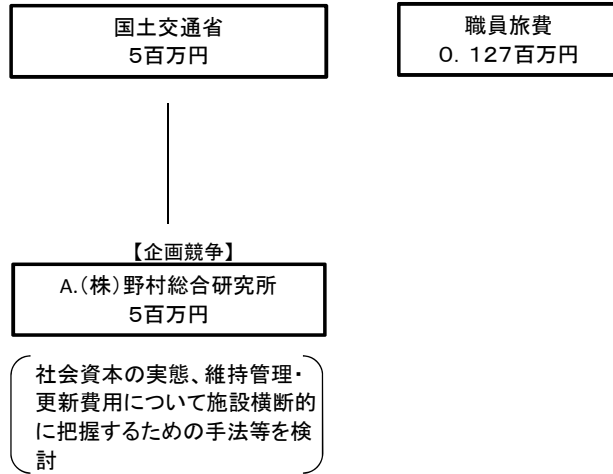 国土交通省
5百万円
職員旅費
０．１２７百万円
【企画競争】
A.（株）野村総合研究所
5百万円
社会資本の実態、維持管理・
更新費用について施設横断的
に把握するための手法等を検
討